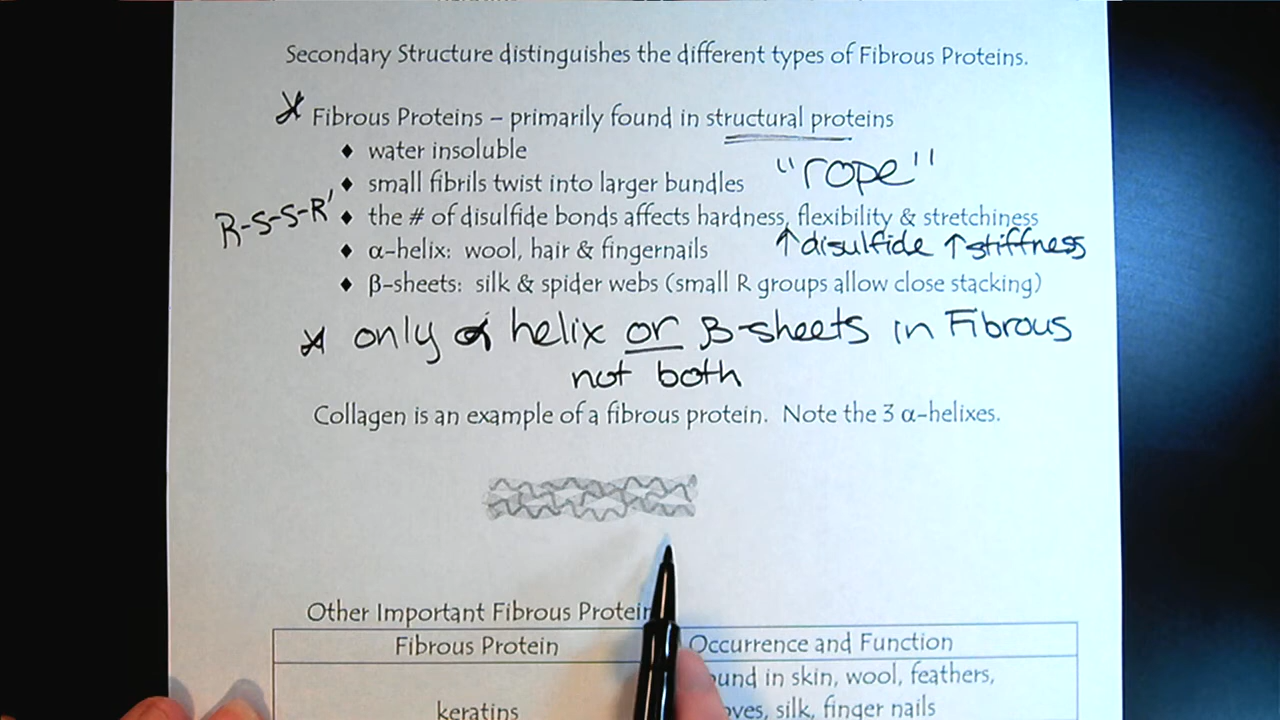 Secondary Structure distinguishes the different types of Fibrous Proteins.
Fibrous Proteins – primarily found in structural proteins
♦ water insoluble
"rope"
♦ small fibrils twist into larger bundles
R-S-S-R'
♦ the # of disulfide bonds affects hardness, flexibility & stretchiness
♦ α-helix: wool, hair & fingernails
↑disulfide ↑stiffness
♦ β-sheets: silk & spider webs (small R groups allow close stacking)
only α helix or β-sheets in Fibrous
not both
Collagen is an example of a fibrous protein. Note the 3 α-helixes.
Other Important Fibrous
Fibrous Protein
Occurrence and Function
keratins
in skin, wool, feathers,
silk, finger nails